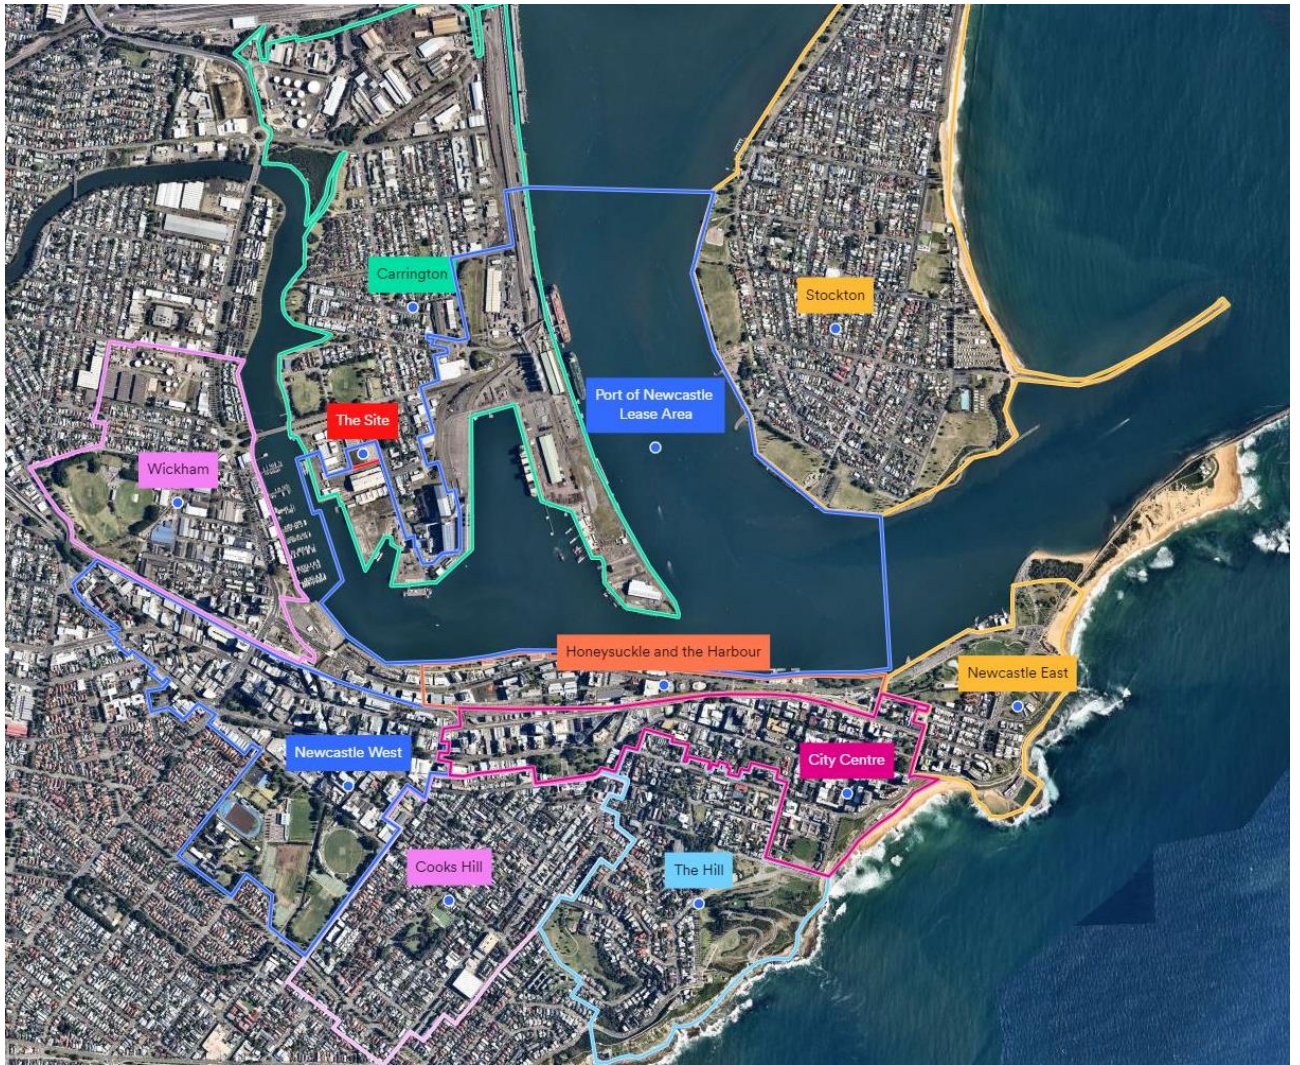 Carrington
Stockton
Port of Newcastle
Lease Area
The Site
Wickham
Honeysuckle and the Harbour
Newcastle East
Newcastle West
City Centre
Cooks Hill
The Hill